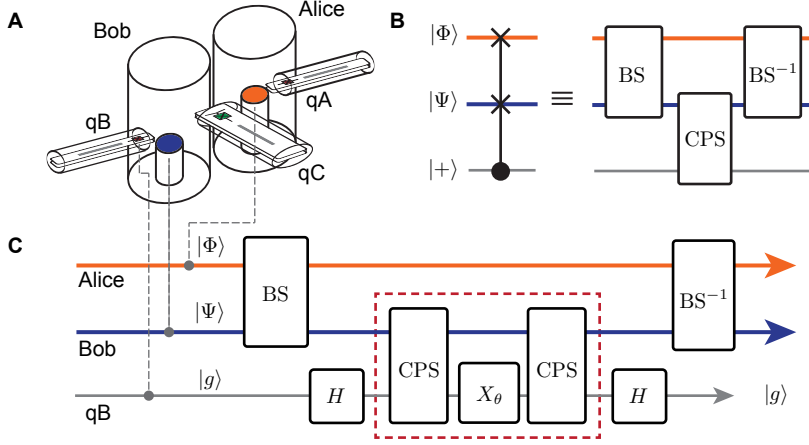 A
Bob
Alice
qB
qA
qC
B
|Φ⟩
|Ψ⟩
|+⟩
≡
BS
CPS
BS⁻¹
C
|Φ⟩
Alice
BS
BS⁻¹
|Ψ⟩
Bob
CPS
CPS
|g⟩
qB
H
X_θ
H
|g⟩